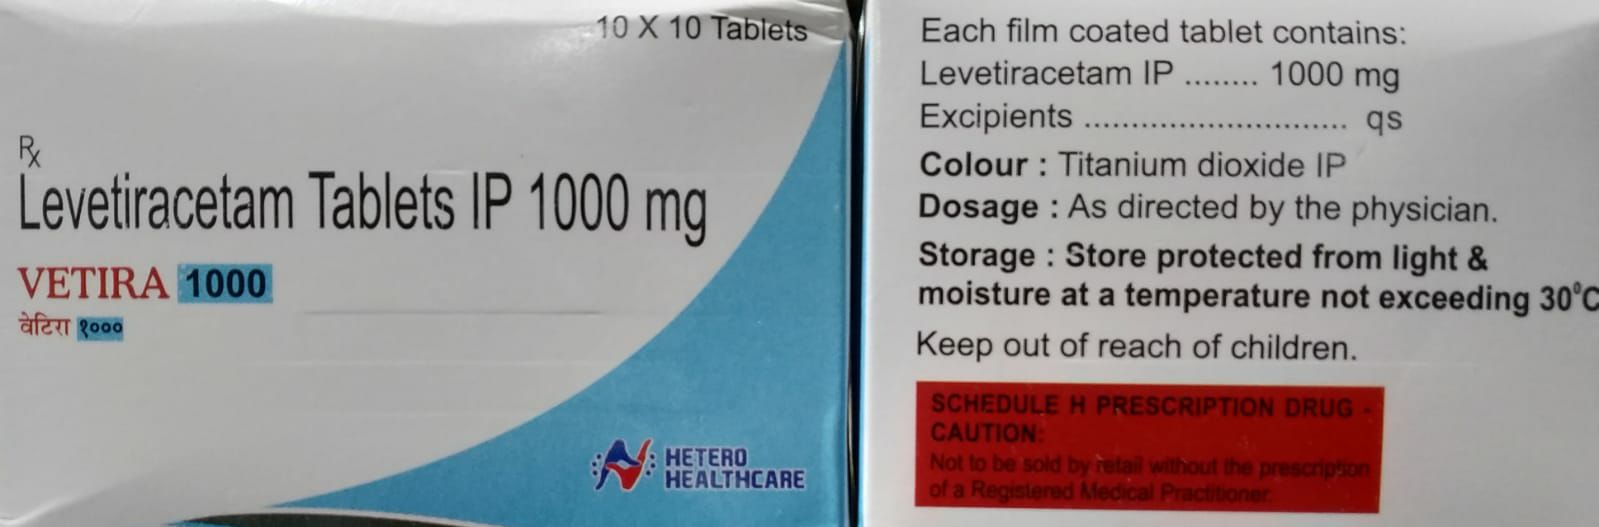 10 X 10 Tablets
Rx
Levetiracetam Tablets IP 1000 mg
VETIRA 1000
वेटिरा १०००
HETERO
HEALTHCARE
Each film coated tablet contains:
Levetiracetam IP ........ 1000 mg
Excipients ............................ qs
Colour : Titanium dioxide IP
Dosage : As directed by the physician.
Storage : Store protected from light &
moisture at a temperature not exceeding 30⁰C
Keep out of reach of children.
SCHEDULE H PRESCRIPTION DRUG -
CAUTION:
Not to be sold by retail without the prescription
of a Registered Medical Practitioner.